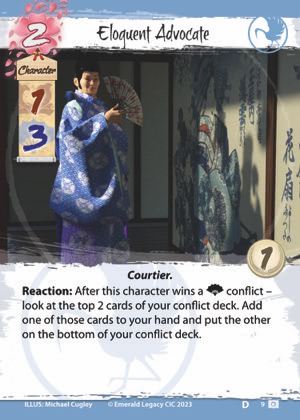 2
Eloquent Advocate
Character
1
3
花扇
1
Courtier.
Reaction: After this character wins a conflict –
look at the top 2 cards of your conflict deck. Add
one of those cards to your hand and put the other
on the bottom of your conflict deck.
ILLUS: Michael Cugley © Emerald Legacy CIC 2023 D 9